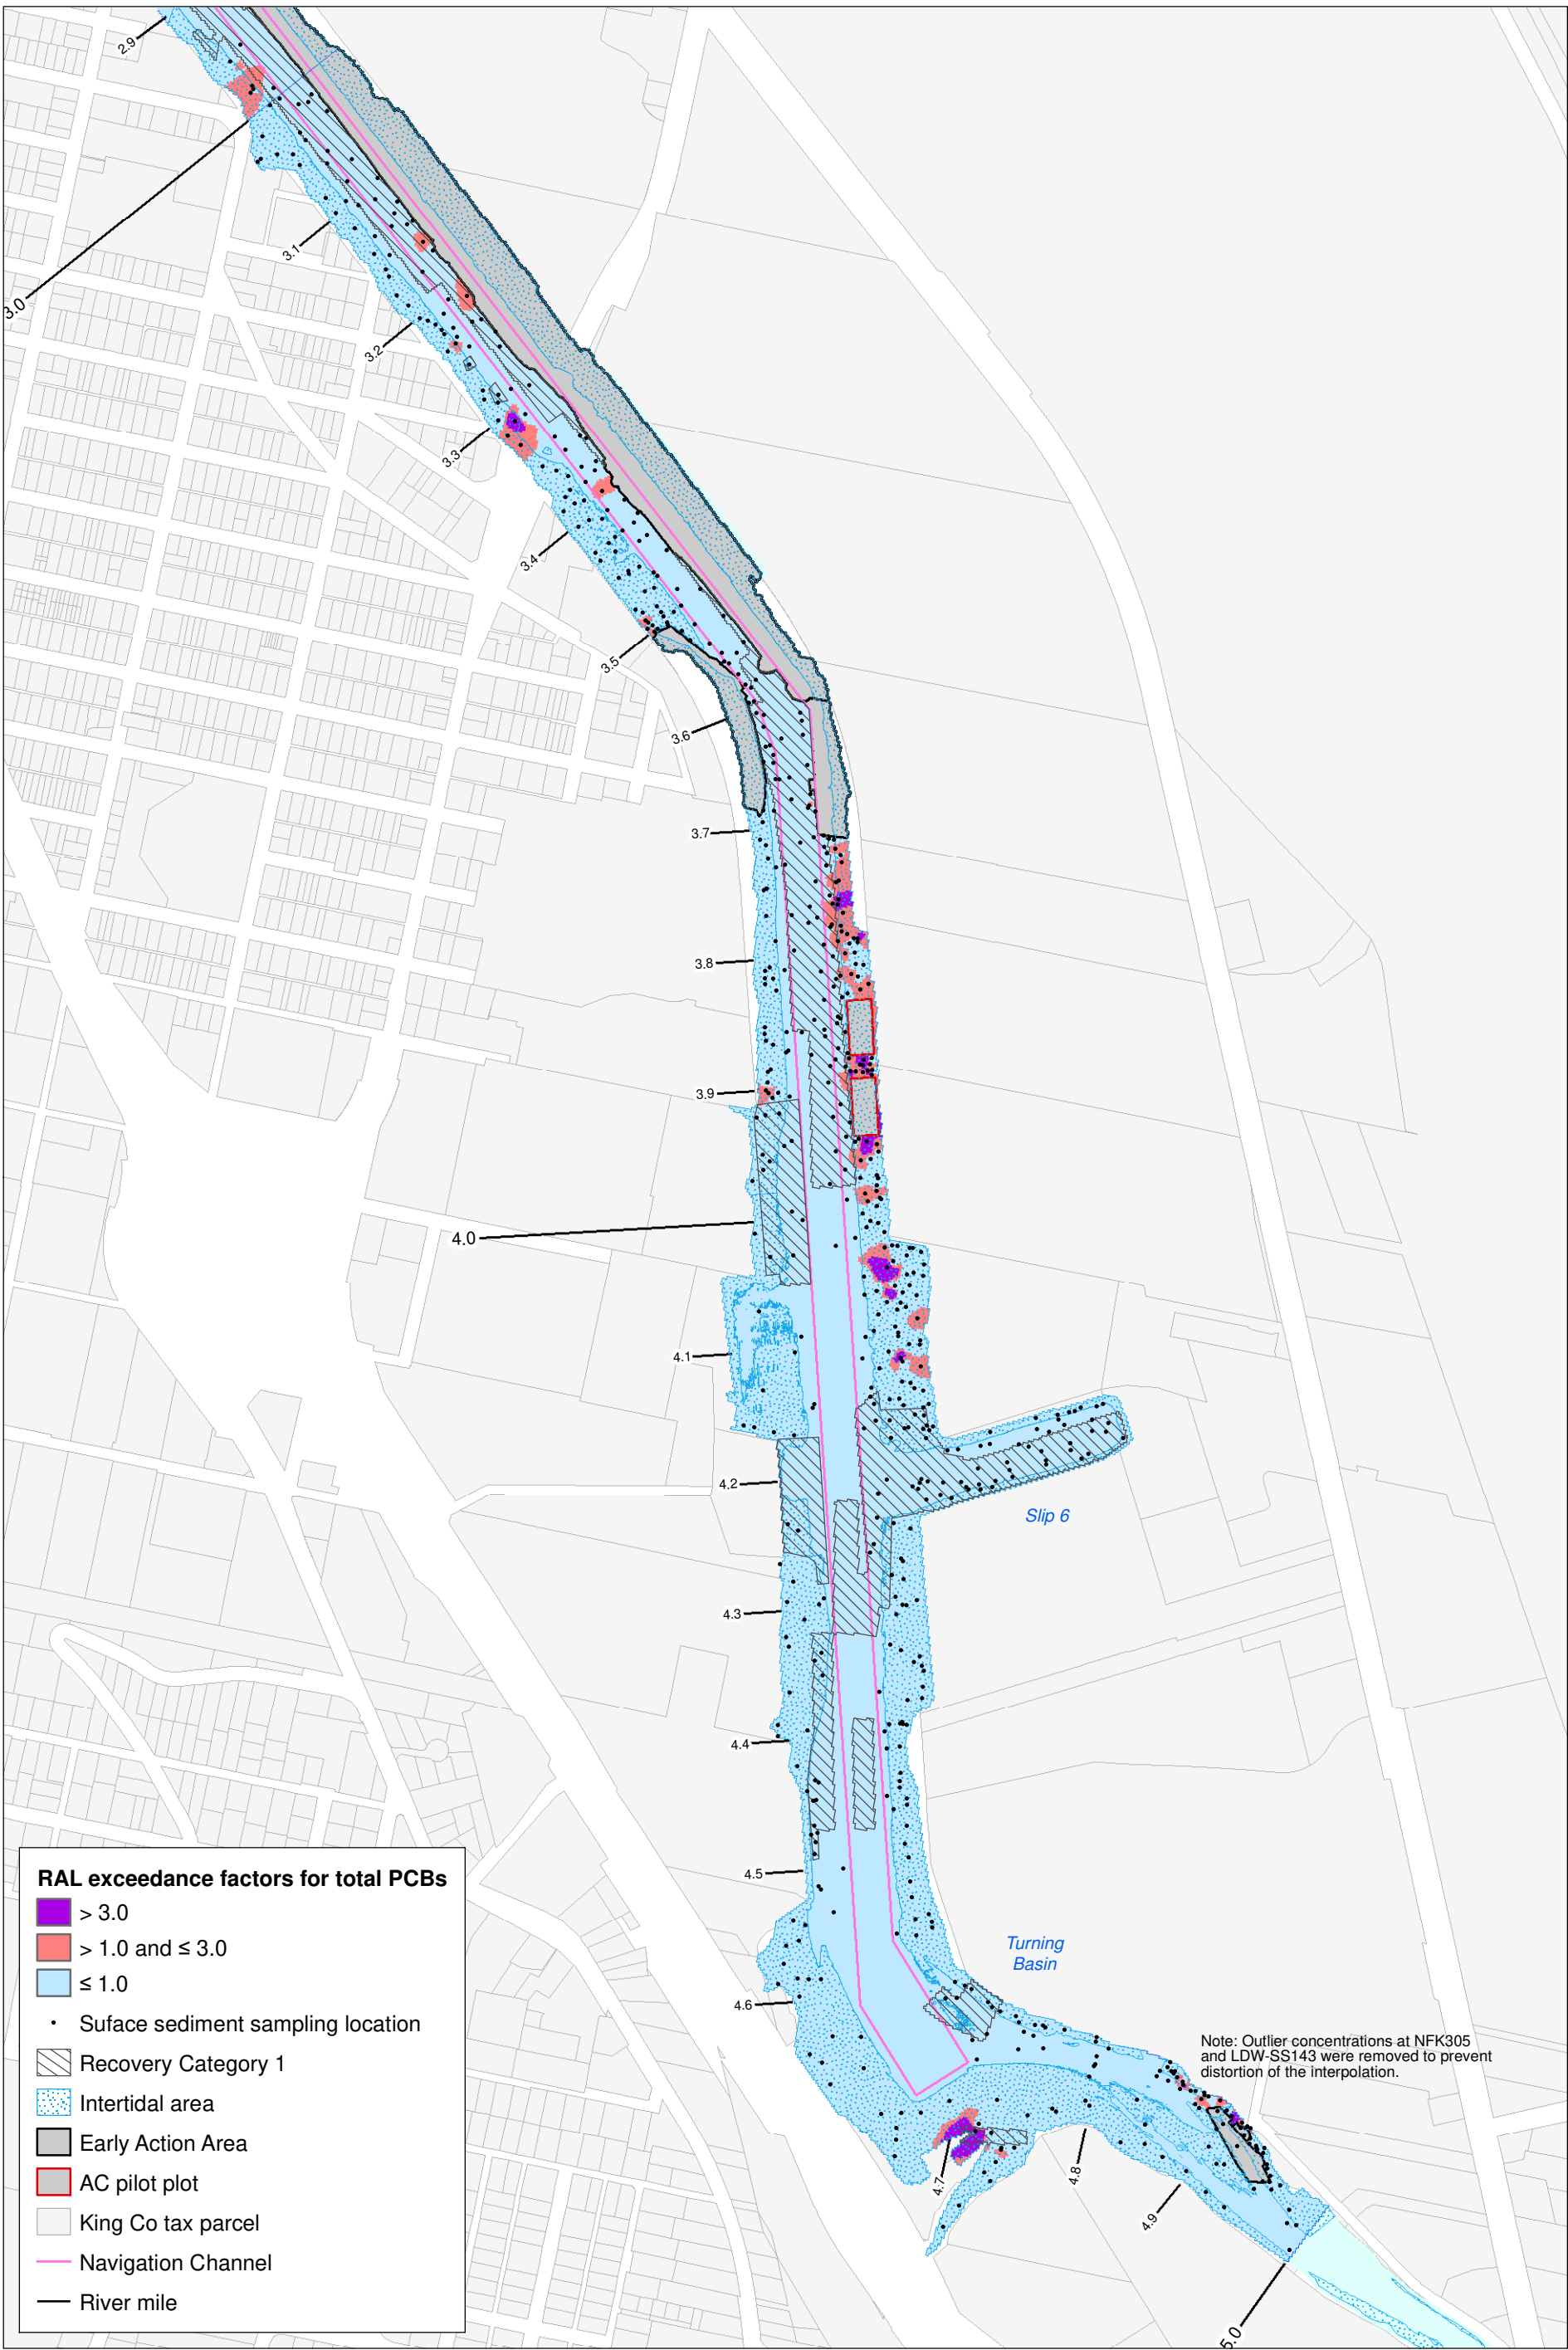 2.9
3.0
3.1
3.2
3.3
3.4
3.5
3.6
3.7
3.8
3.9
4.0
4.1
4.2
Slip 6
4.3
4.4
4.5
Turning
Basin
4.6
Note: Outlier concentrations at NFK305
and LDW-SS143 were removed to prevent
distortion of the interpolation.
4.7
4.8
4.9
5.0
RAL exceedance factors for total PCBs
> 3.0
> 1.0 and ≤ 3.0
≤ 1.0
Suface sediment sampling location
Recovery Category 1
Intertidal area
Early Action Area
AC pilot plot
King Co tax parcel
Navigation Channel
River mile